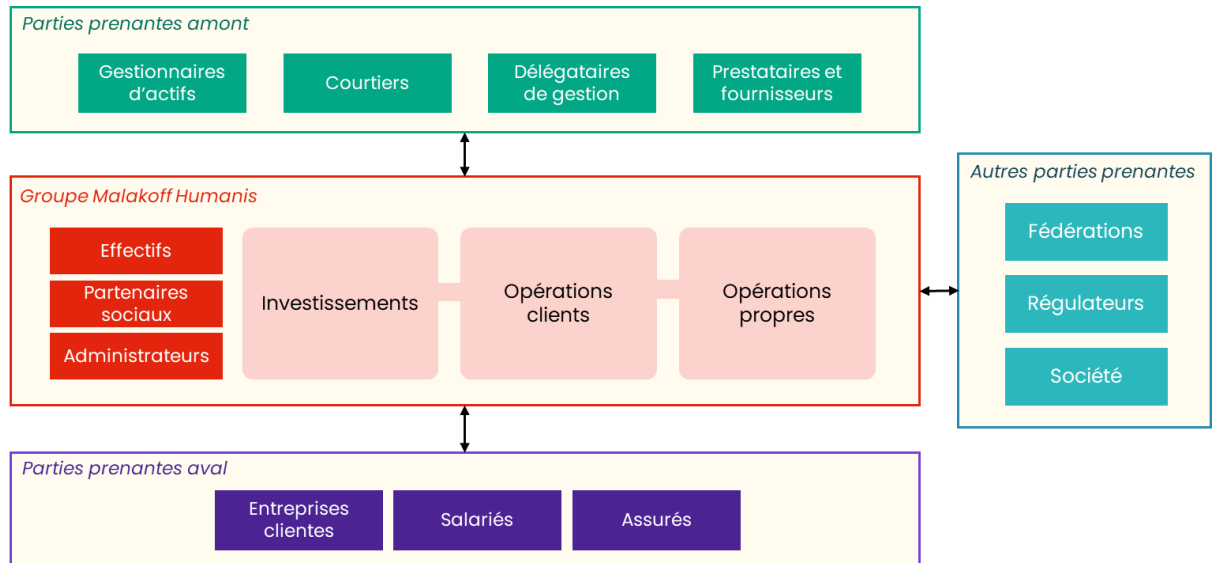 Parties prenantes amont
Gestionnaires
d’actifs
Courtiers
Délégataires
de gestion
Prestataires et
fournisseurs
Groupe Malakoff Humanis
Effectifs
Partenaires
sociaux
Administrateurs
Investissements
Opérations
clients
Opérations
propres
Autres parties prenantes
Fédérations
Régulateurs
Société
Parties prenantes aval
Entreprises
clientes
Salariés
Assurés